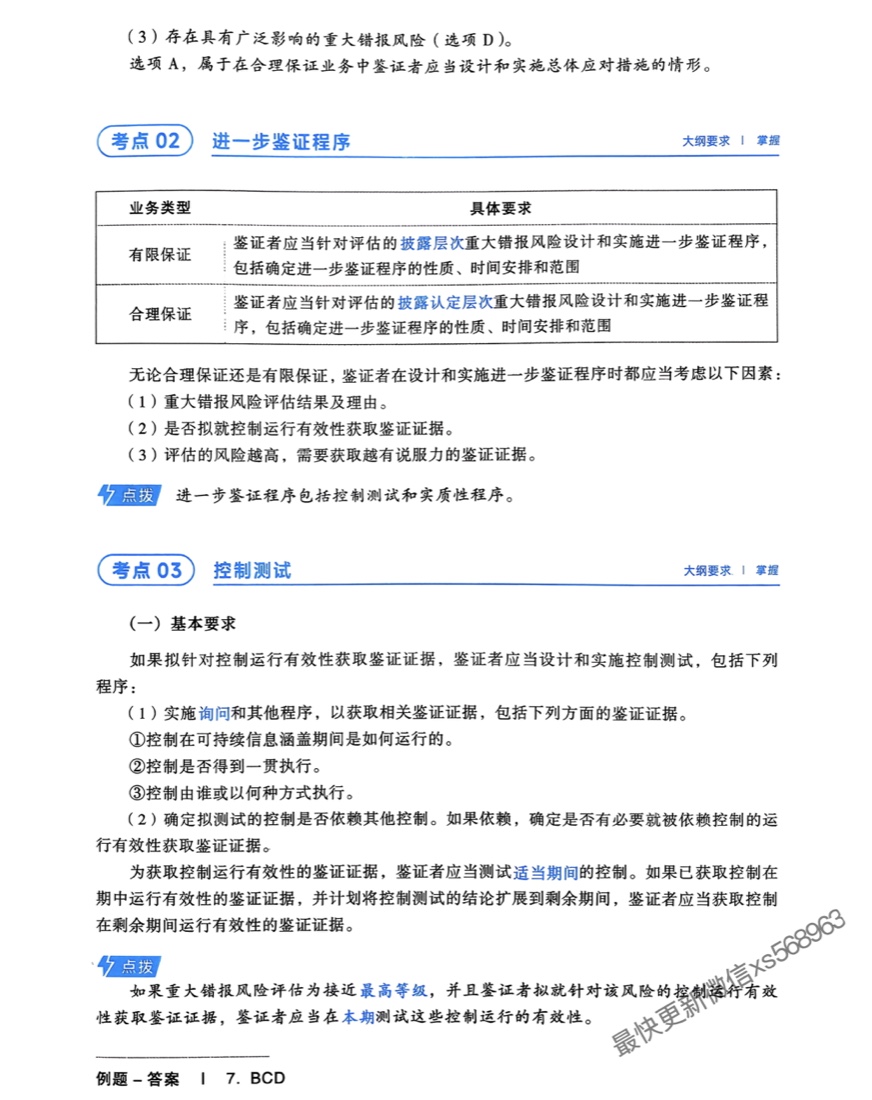 （3）存在具有广泛影响的重大错报风险（选项 D）。
选项 A，属于在合理保证业务中鉴证者应当设计和实施总体应对措施的情形。
考点 02 进一步鉴证程序 大纲要求 | 掌握
业务类型 具体要求
有限保证 鉴证者应当针对评估的披露层次重大错报风险设计和实施进一步鉴证程序，
包括确定进一步鉴证程序的性质、时间安排和范围
合理保证 鉴证者应当针对评估的披露认定层次重大错报风险设计和实施进一步鉴证程
序，包括确定进一步鉴证程序的性质、时间安排和范围
无论合理保证还是有限保证，鉴证者在设计和实施进一步鉴证程序时都应当考虑以下因素：
（1）重大错报风险评估结果及理由。
（2）是否拟就控制运行有效性获取鉴证证据。
（3）评估的风险越高，需要获取越有说服力的鉴证证据。
点拨 进一步鉴证程序包括控制测试和实质性程序。
考点 03 控制测试 大纲要求 | 掌握
（一）基本要求
如果拟针对控制运行有效性获取鉴证证据，鉴证者应当设计和实施控制测试，包括下列
程序：
（1）实施询问和其他程序，以获取相关鉴证证据，包括下列方面的鉴证证据。
①控制在可持续信息涵盖期间是如何运行的。
②控制是否得到一贯执行。
③控制由谁或以何种方式执行。
（2）确定拟测试的控制是否依赖其他控制。如果依赖，确定是否有必要就被依赖控制的运
行有效性获取鉴证证据。
为获取控制运行有效性的鉴证证据，鉴证者应当测试适当期间的控制。如果已获取控制在
期中运行有效性的鉴证证据，并计划将控制测试的结论扩展到剩余期间，鉴证者应当获取控制
在剩余期间运行有效性的鉴证证据。
点拨
如果重大错报风险评估为接近最高等级，并且鉴证者拟就针对该风险的控制运行有效
性获取鉴证证据，鉴证者应当在本期测试这些控制运行的有效性。
最快更新微信xs568963
例题 – 答案 | 7. BCD